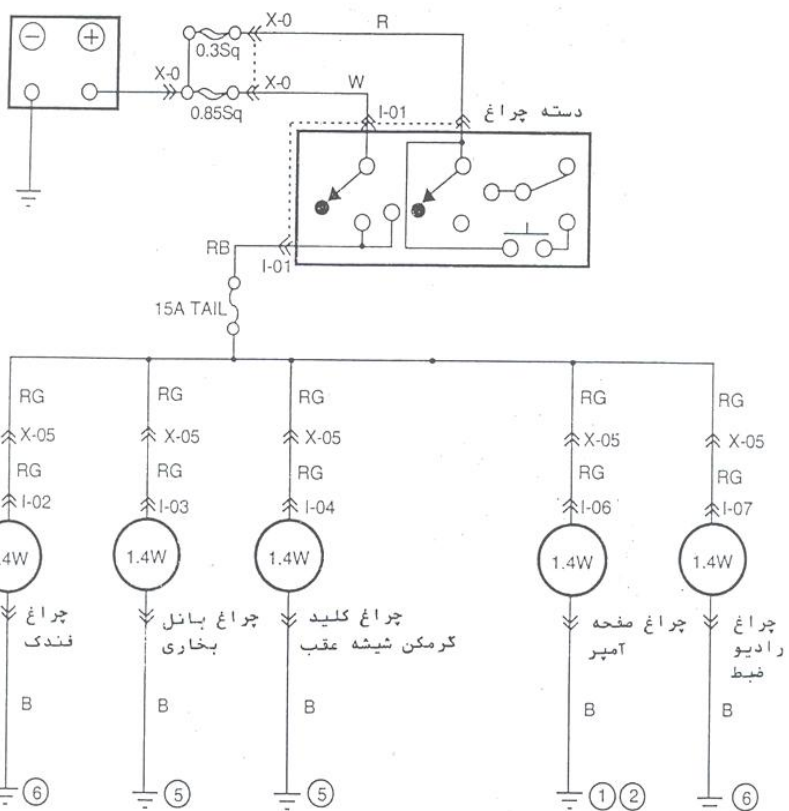 X-0
R
0.3Sq
X-0
X-0
W
0.85Sq
I-01
دسته چراغ
RB
I-01
15A TAIL
RG
RG
RG
RG
RG
X-05
X-05
X-05
X-05
X-05
RG
RG
RG
RG
RG
I-02
I-03
I-04
I-06
I-07
.4W
1.4W
1.4W
1.4W
1.4W
چراغ
فندک
چراغ پانل
بخاری
چراغ کلید
گرمکن شیشه عقب
چراغ صفحه
آمپر
چراغ
رادیو
ضبط
B
B
B
B
B
6
5
5
1 2
6